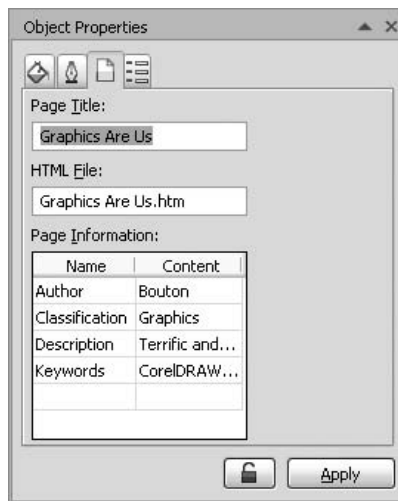 Object Properties
Page Title:
Graphics Are Us
HTML File:
Graphics Are Us.htm
Page Information:
Name Content
Author Bouton
Classification Graphics
Description Terrific and...
Keywords CorelDRAW...
Apply